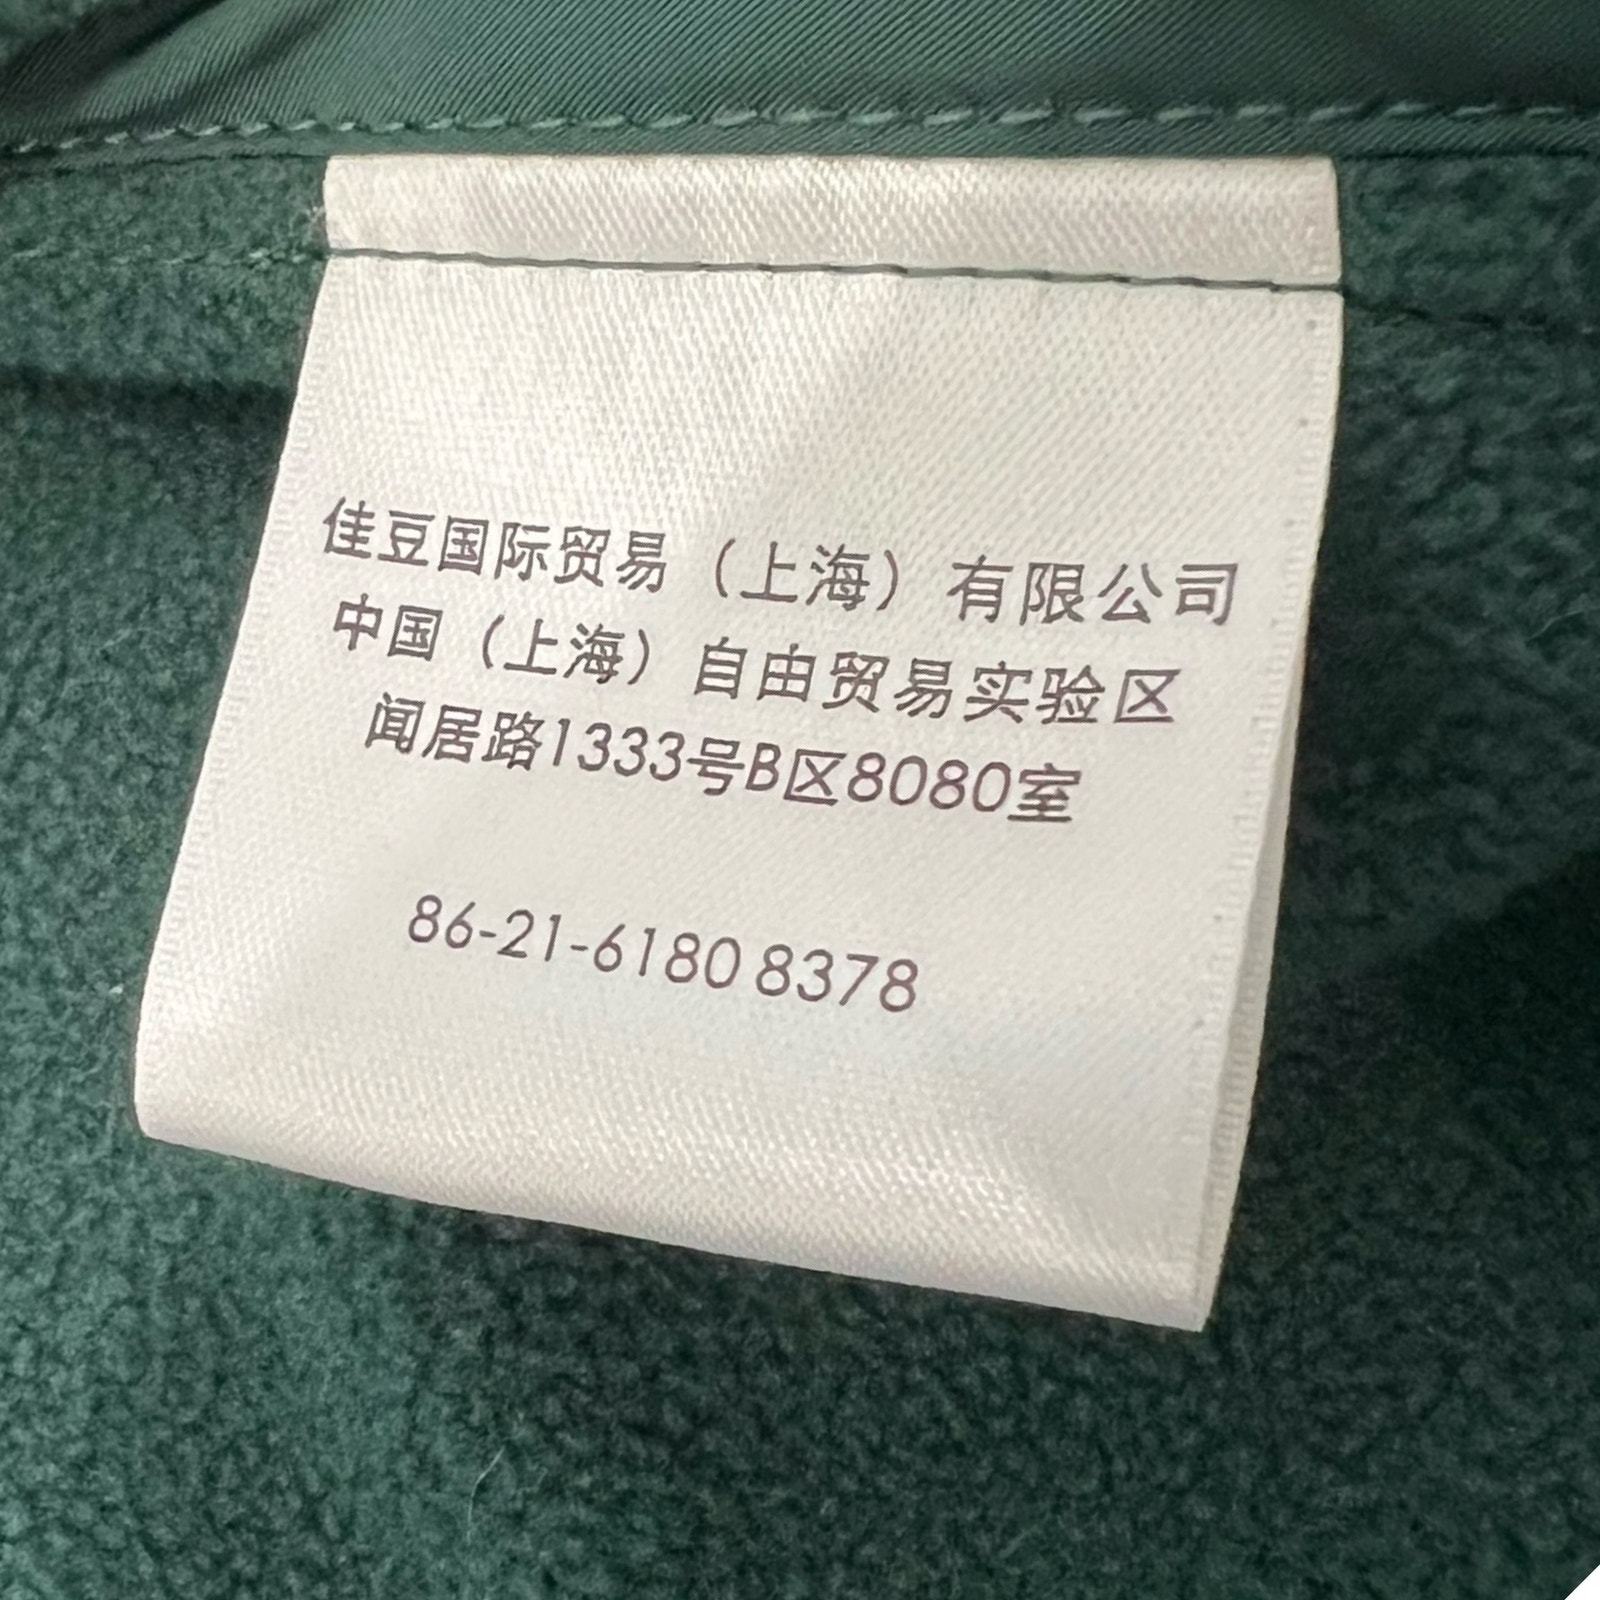 佳豆国际贸易（上海）有限公司
中国（上海）自由贸易实验区
闻居路1333号B区8080室
86-21-6180 8378